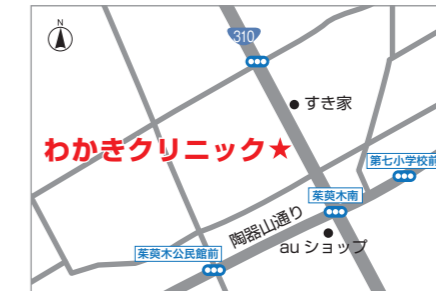 N
310
すき家
わかきクリニック★
第七小学校前
茱萸木南
陶器山通り
auショップ
茱萸木公民館前